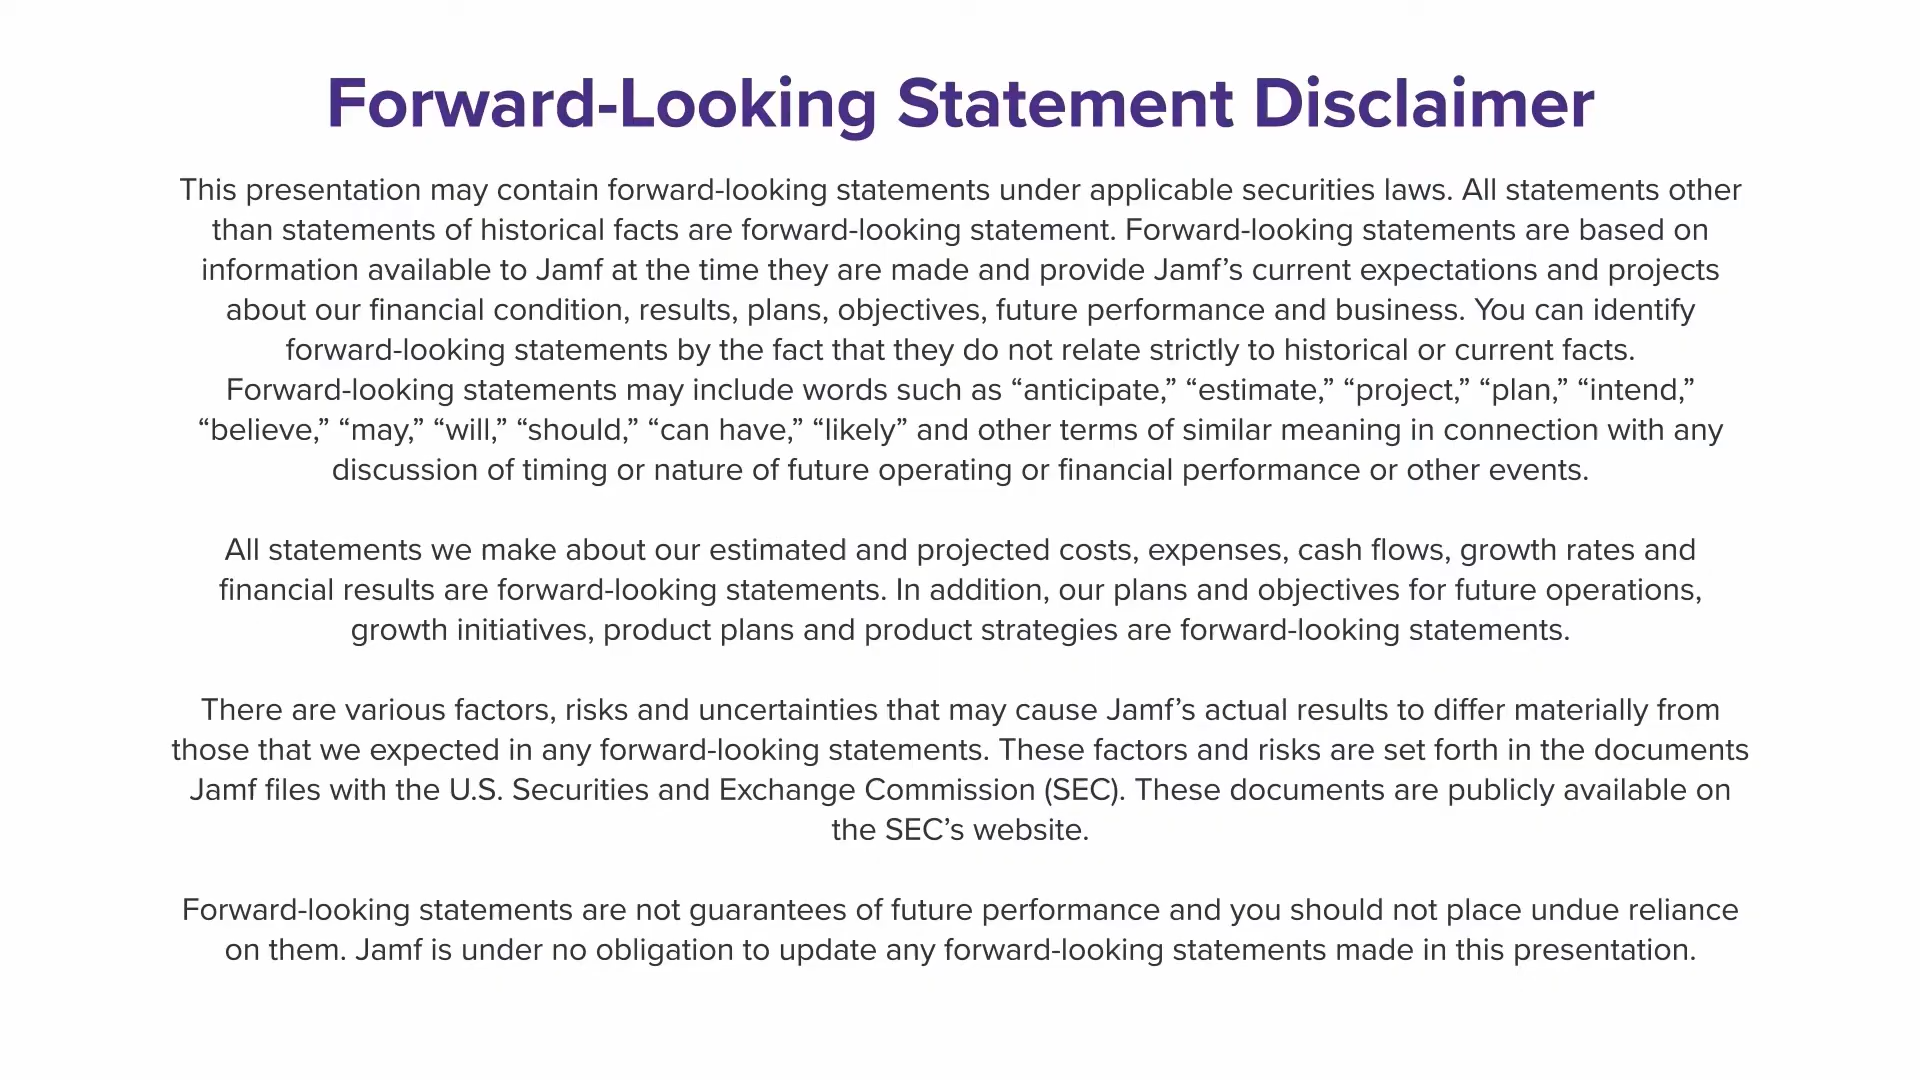 Forward-Looking Statement Disclaimer
This presentation may contain forward-looking statements under applicable securities laws. All statements other
than statements of historical facts are forward-looking statement. Forward-looking statements are based on
information available to Jamf at the time they are made and provide Jamf’s current expectations and projects
about our financial condition, results, plans, objectives, future performance and business. You can identify
forward-looking statements by the fact that they do not relate strictly to historical or current facts.
Forward-looking statements may include words such as “anticipate,” “estimate,” “project,” “plan,” “intend,”
“believe,” “may,” “will,” “should,” “can have,” “likely” and other terms of similar meaning in connection with any
discussion of timing or nature of future operating or financial performance or other events.
All statements we make about our estimated and projected costs, expenses, cash flows, growth rates and
financial results are forward-looking statements. In addition, our plans and objectives for future operations,
growth initiatives, product plans and product strategies are forward-looking statements.
There are various factors, risks and uncertainties that may cause Jamf’s actual results to differ materially from
those that we expected in any forward-looking statements. These factors and risks are set forth in the documents
Jamf files with the U.S. Securities and Exchange Commission (SEC). These documents are publicly available on
the SEC’s website.
Forward-looking statements are not guarantees of future performance and you should not place undue reliance
on them. Jamf is under no obligation to update any forward-looking statements made in this presentation.